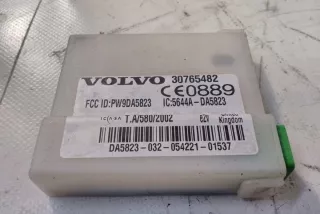 VOLVO 30765482
CE0889
FCC ID:PW9DA5823 IC:5644A-DA5823
T.A/580/2002
Kingdom
DA5823-032-054221-01537